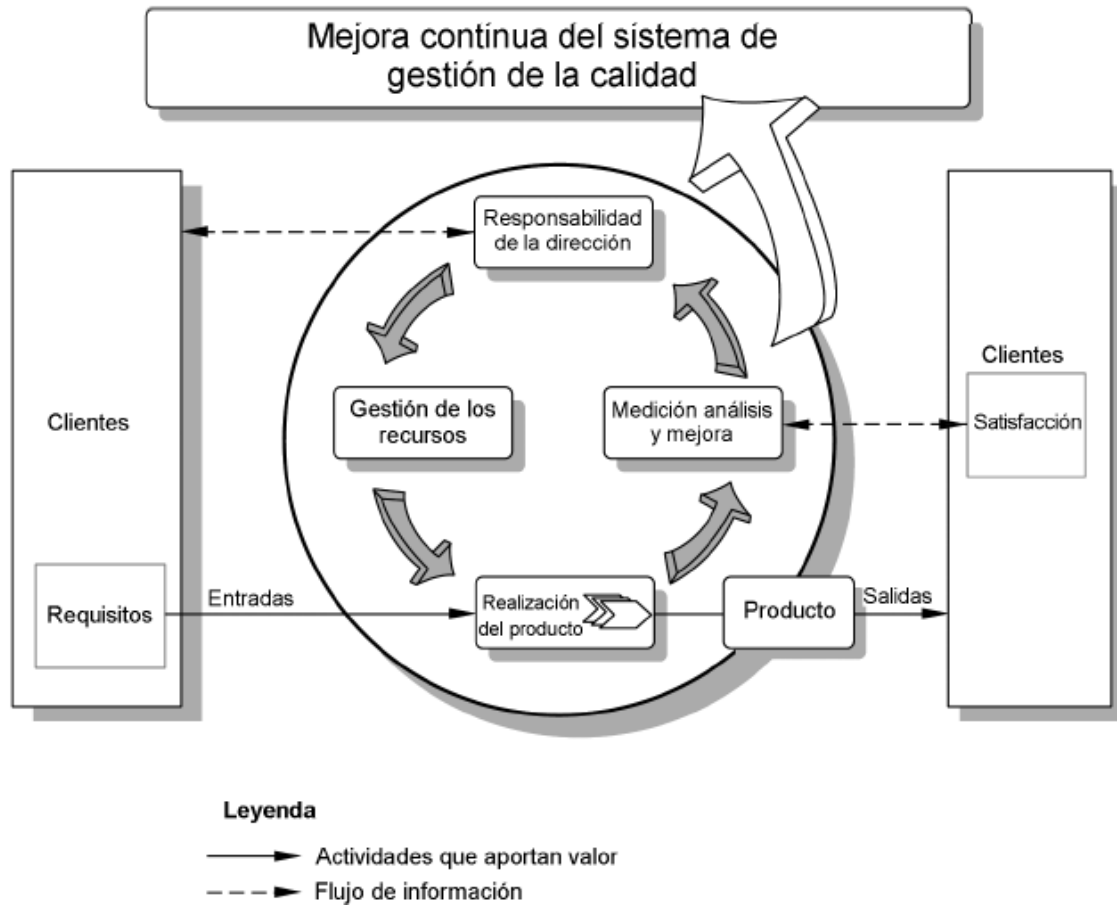 Mejora continua del sistema de
gestión de la calidad
Responsabilidad
de la dirección
Clientes
Gestión de los
recursos
Medición análisis
y mejora
Clientes
Satisfacción
Requisitos
Entradas
Realización
del producto
Producto
Salidas
Leyenda
Actividades que aportan valor
Flujo de información